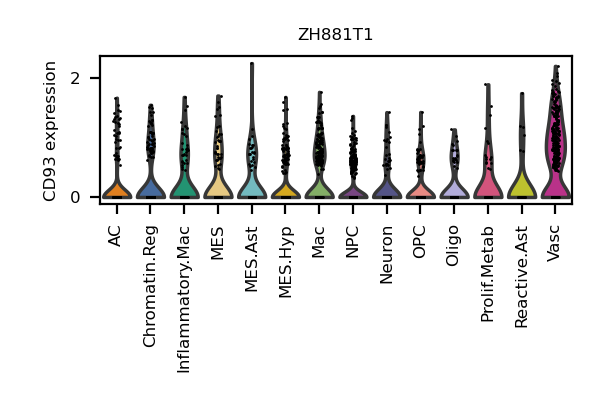 ZH881T1
CD93 expression
2
0
AC
Chromatin.Reg
Inflammatory.Mac
MES
MES.Ast
MES.Hyp
Mac
NPC
Neuron
OPC
Oligo
Prolif.Metab
Reactive.Ast
Vasc